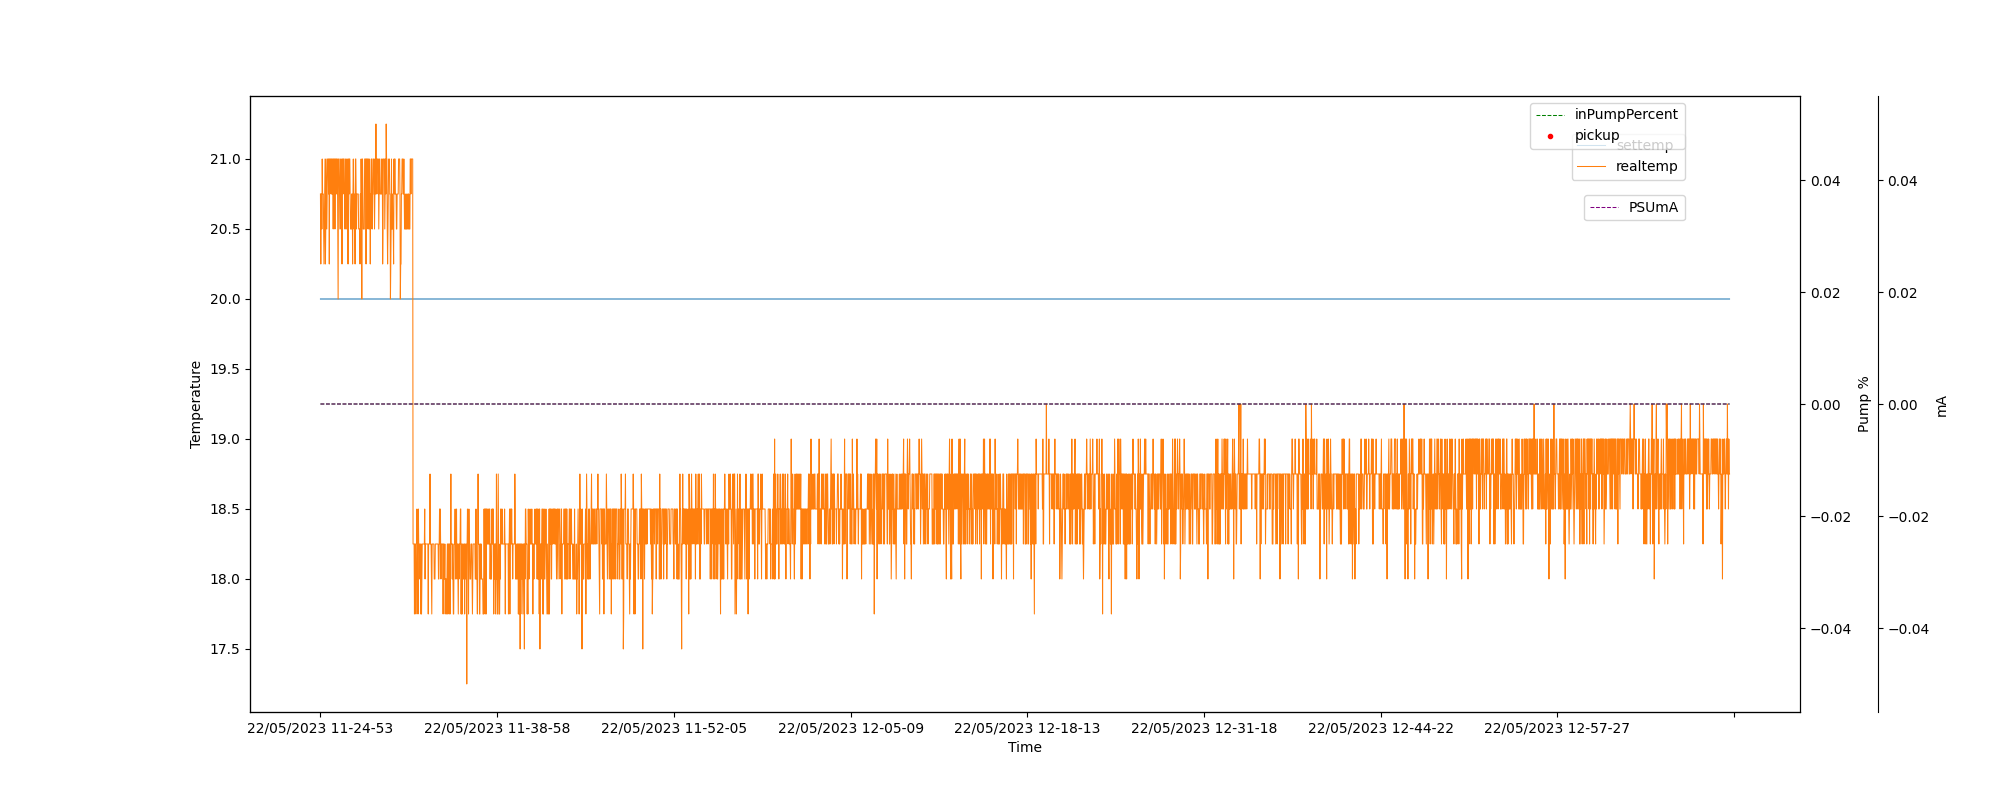 inPumpPercent
pickup
settemp
realtemp
PSUmA
21.0
20.5
20.0
19.5
19.0
18.5
18.0
17.5
Temperature
0.04
0.02
0.00
−0.02
−0.04
Pump %
0.04
0.02
0.00
−0.02
−0.04
mA
22/05/2023 11-24-53
22/05/2023 11-38-58
22/05/2023 11-52-05
22/05/2023 12-05-09
22/05/2023 12-18-13
22/05/2023 12-31-18
22/05/2023 12-44-22
22/05/2023 12-57-27
Time